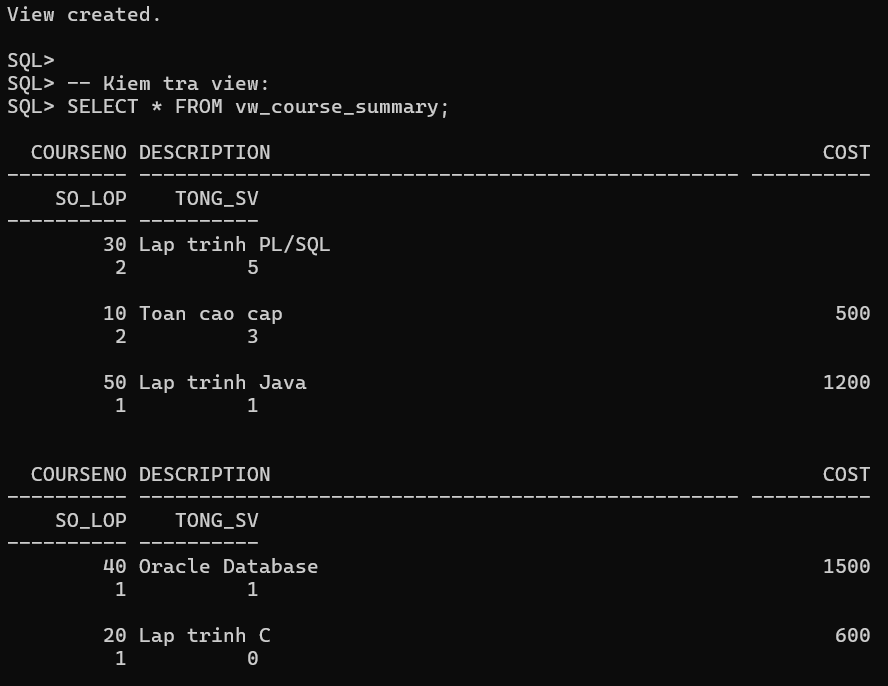 View created.
SQL>
SQL> -- Kiem tra view:
SQL> SELECT * FROM vw_course_summary;
  COURSENO DESCRIPTION                                              COST
---------- -------------------------------------------------- ----------
    SO_LOP    TONG_SV
---------- ----------
        30 Lap trinh PL/SQL
         2          5
        10 Toan cao cap                                              500
         2          3
        50 Lap trinh Java                                           1200
         1          1
  COURSENO DESCRIPTION                                              COST
---------- -------------------------------------------------- ----------
    SO_LOP    TONG_SV
---------- ----------
        40 Oracle Database                                          1500
         1          1
        20 Lap trinh C                                               600
         1          0